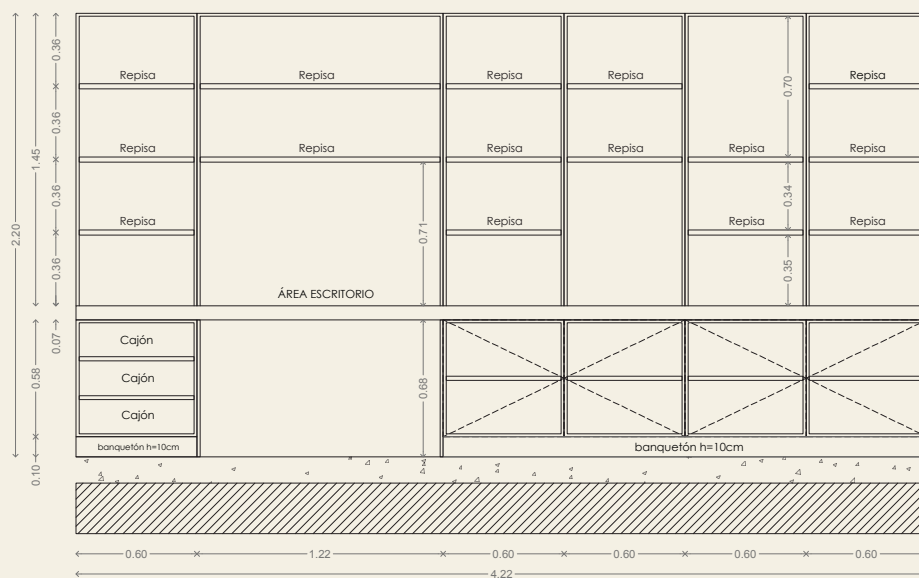 0.36
0.70
Repisa
Repisa
Repisa
Repisa
Repisa
0.36
1.45
Repisa
Repisa
Repisa
Repisa
Repisa
Repisa
2.20
0.36
0.34
0.71
Repisa
Repisa
Repisa
Repisa
0.36
0.35
ÁREA ESCRITORIO
0.07
Cajón
0.58
Cajón
0.68
Cajón
banquetón h=10cm
banquetón h=10cm
0.10
0.60
1.22
0.60
0.60
0.60
0.60
4.22